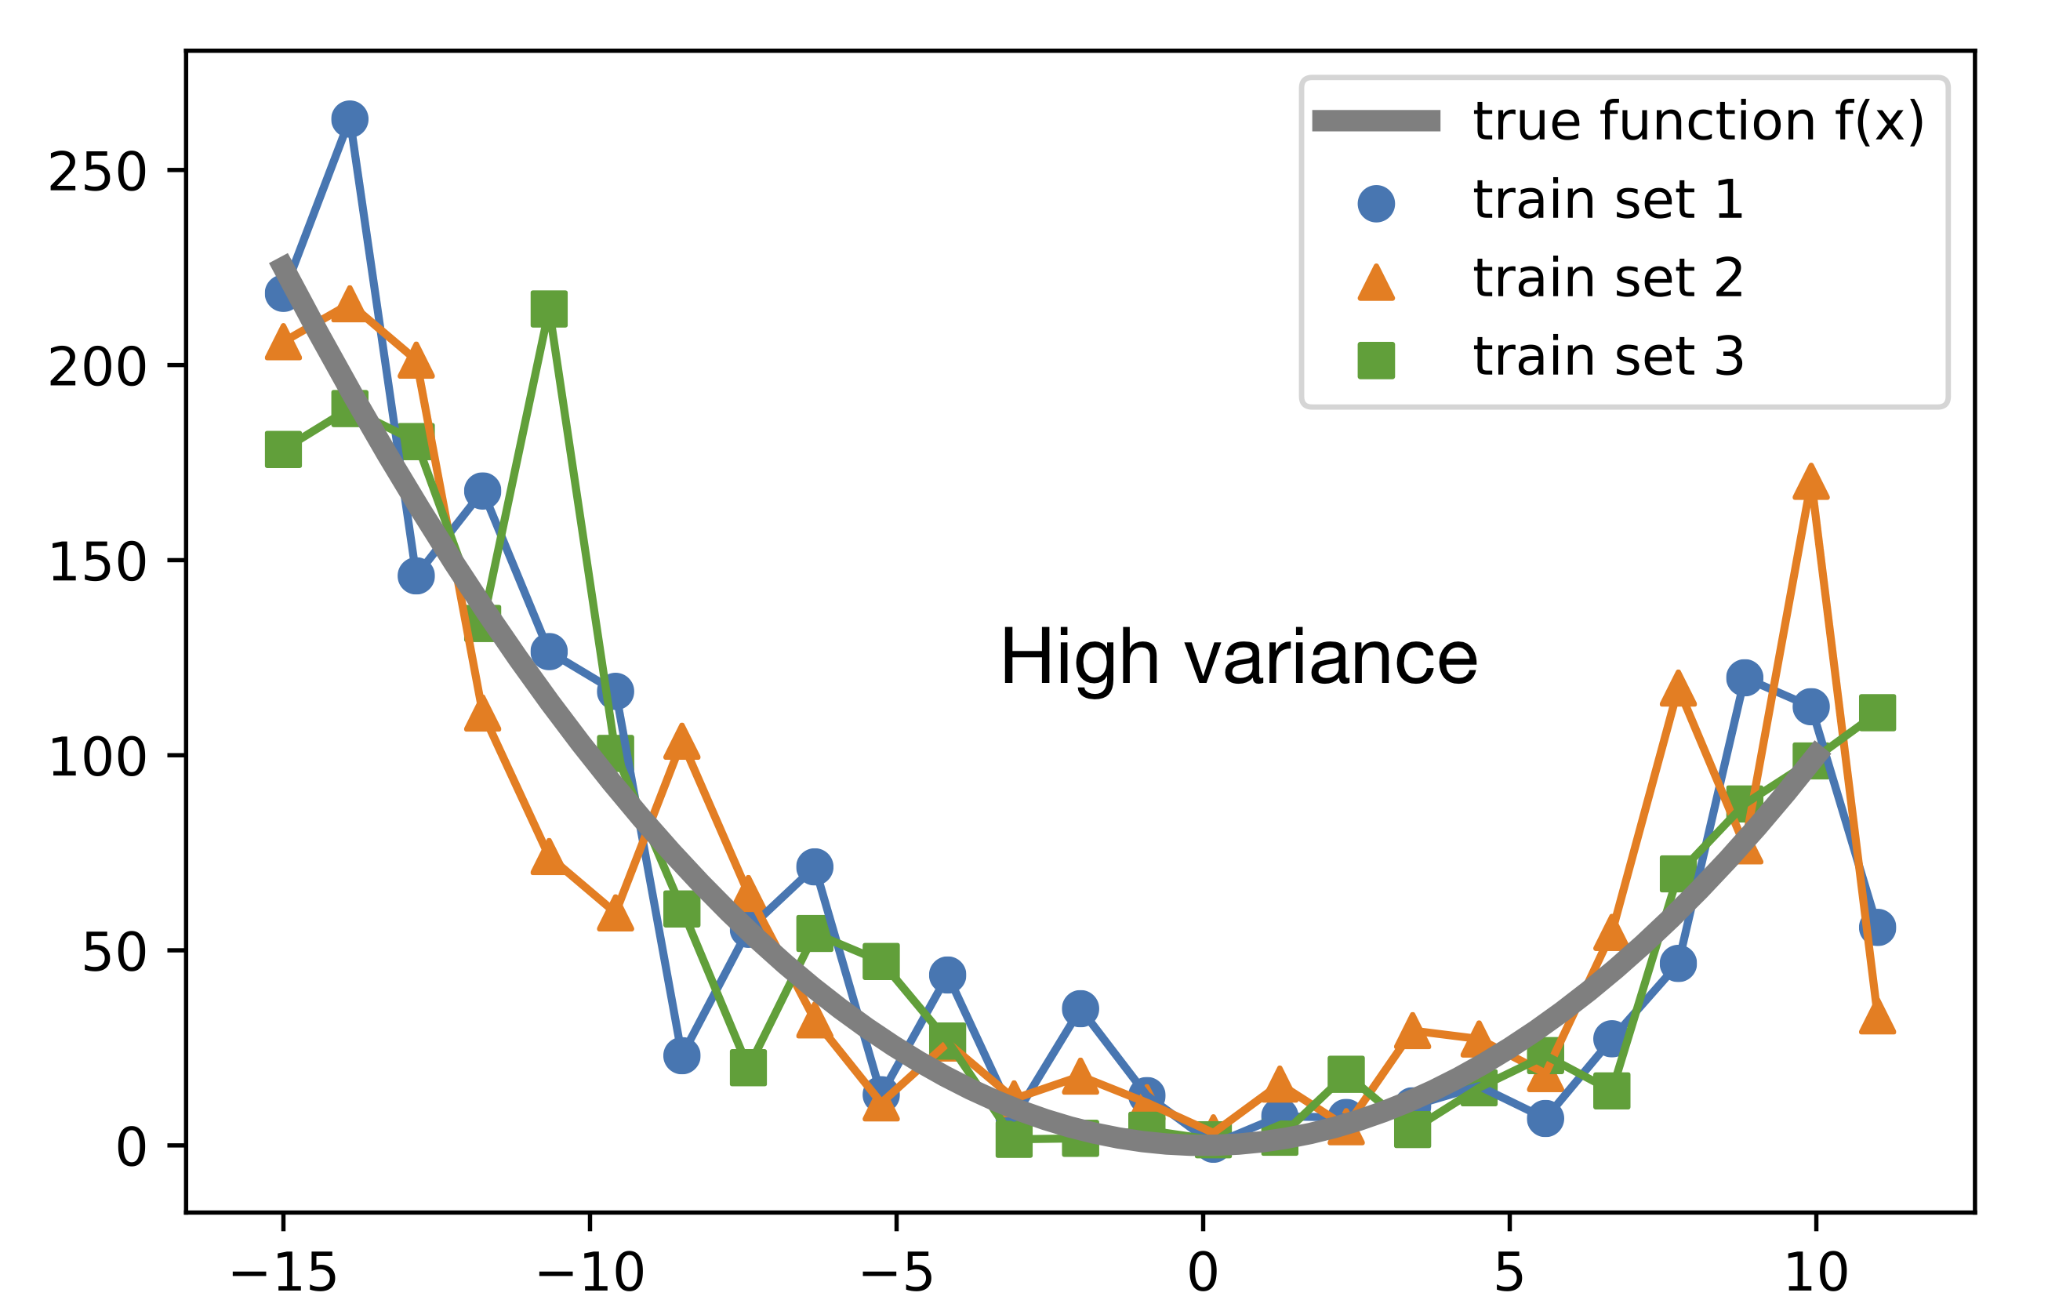 true function f(x)
train set 1
train set 2
train set 3
High variance
250
200
150
100
50
0
−15 −10 −5 0 5 10